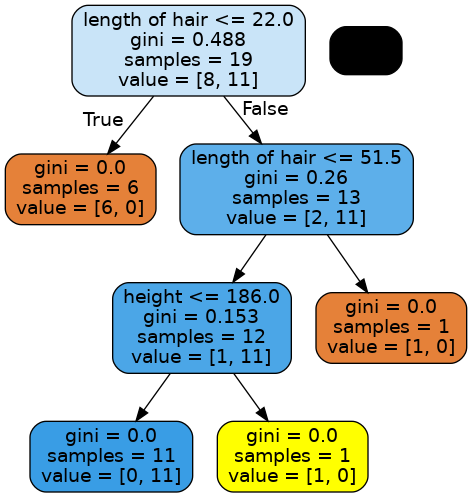 length of hair <= 22.0
gini = 0.488
samples = 19
value = [8, 11]
True
False
gini = 0.0
samples = 6
value = [6, 0]
length of hair <= 51.5
gini = 0.26
samples = 13
value = [2, 11]
height <= 186.0
gini = 0.153
samples = 12
value = [1, 11]
gini = 0.0
samples = 1
value = [1, 0]
gini = 0.0
samples = 11
value = [0, 11]
gini = 0.0
samples = 1
value = [1, 0]